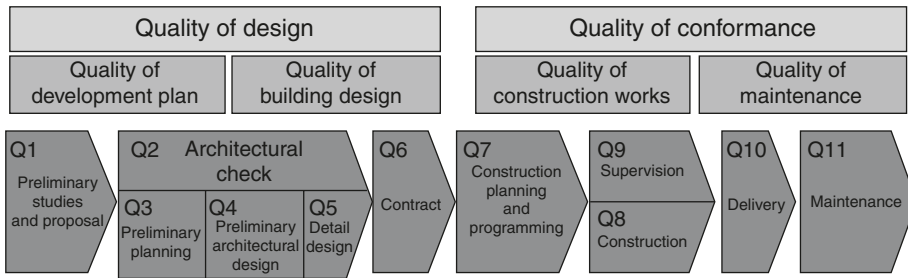 Quality of design
Quality of conformance
Quality of
development plan
Quality of
building design
Quality of
construction works
Quality of
maintenance
Q1
Preliminary
studies
and proposal
Q2
Architectural
check
Q3
Preliminary
planning
Q4
Preliminary
architectural
design
Q5
Detail
design
Q6
Contract
Q7
Construction
planning
and
programming
Q9
Supervision
Q8
Construction
Q10
Delivery
Q11
Maintenance